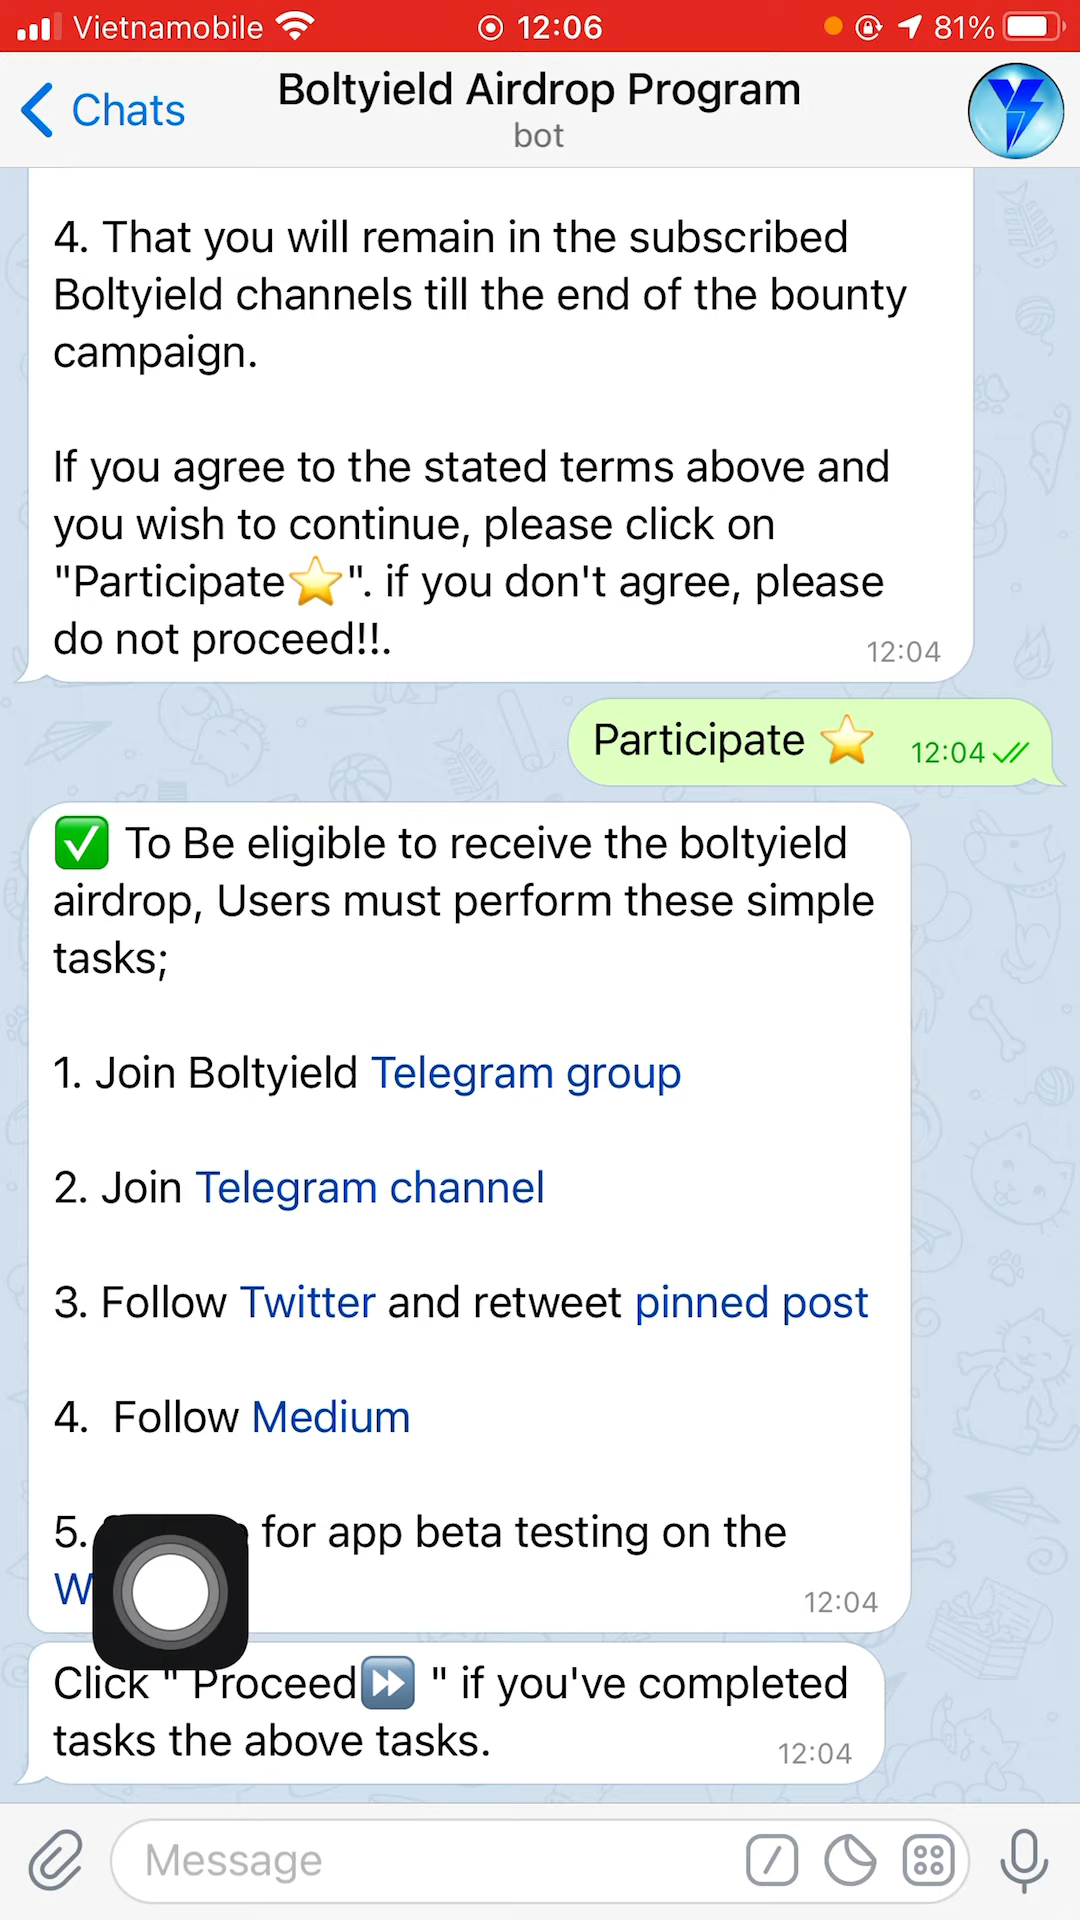 Vietnamobile 12:06 81%
Chats
Boltyield Airdrop Program
bot
4. That you will remain in the subscribed
Boltyield channels till the end of the bounty
campaign.
If you agree to the stated terms above and
you wish to continue, please click on
"Participate⭐". if you don't agree, please
do not proceed!!.
12:04
Participate ⭐ 12:04
✅ To Be eligible to receive the boltyield
airdrop, Users must perform these simple
tasks;
1. Join Boltyield Telegram group
2. Join Telegram channel
3. Follow Twitter and retweet pinned post
4. Follow Medium
5. for app beta testing on the
12:04
Click " Proceed⏩ " if you've completed
tasks the above tasks.
12:04
Message